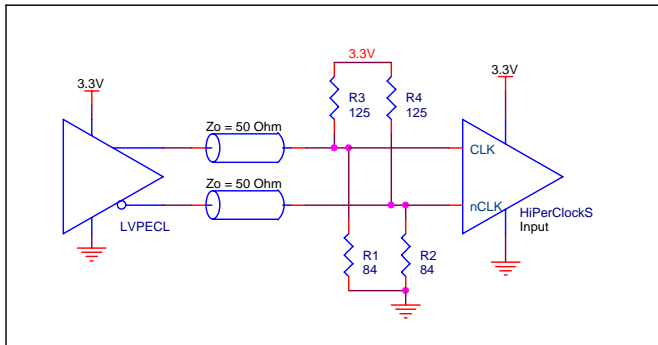 3.3V
3.3V
3.3V
R3
125
R4
125
Zo = 50 Ohm
CLK
Zo = 50 Ohm
nCLK
HiPerClockS
Input
LVPECL
R1
84
R2
84